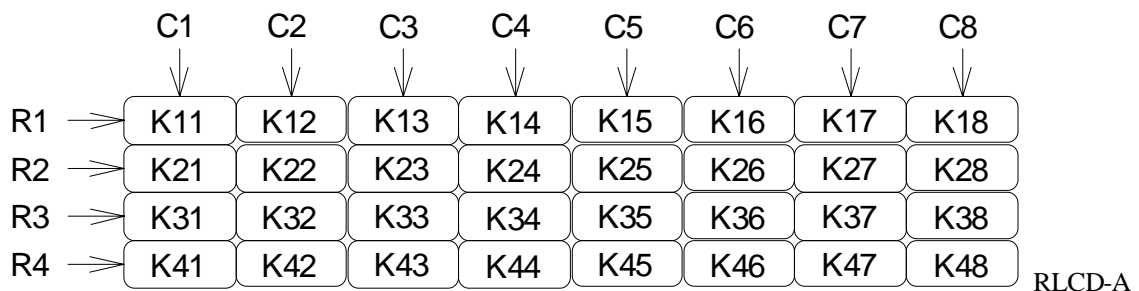 C1 C2 C3 C4 C5 C6 C7 C8
R1 K11 K12 K13 K14 K15 K16 K17 K18
R2 K21 K22 K23 K24 K25 K26 K27 K28
R3 K31 K32 K33 K34 K35 K36 K37 K38
R4 K41 K42 K43 K44 K45 K46 K47 K48
RLCD-A